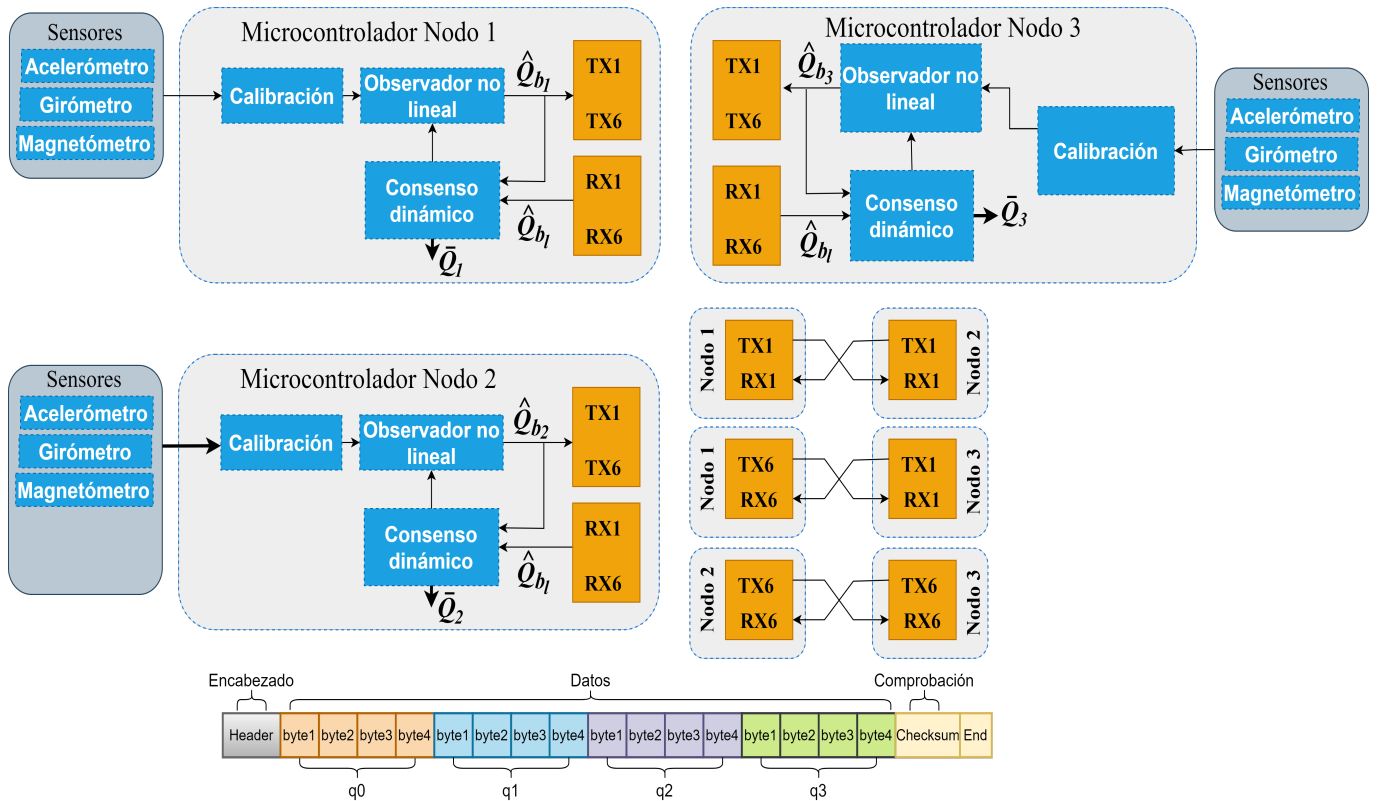 Sensores
Acelerómetro
Girómetro
Magnetómetro
Microcontrolador Nodo 1
Calibración
Observador no
lineal
Q̂b1
TX1
TX6
Consenso
dinámico
RX1
RX6
Q̂bl
Q̄1
Microcontrolador Nodo 3
TX1
TX6
Q̂b3
Observador no
lineal
Calibración
RX1
RX6
Q̂bl
Consenso
dinámico
Q̄3
Sensores
Acelerómetro
Girómetro
Magnetómetro
Sensores
Acelerómetro
Girómetro
Magnetómetro
Microcontrolador Nodo 2
Calibración
Observador no
lineal
Q̂b2
TX1
TX6
Consenso
dinámico
RX1
RX6
Q̂bl
Q̄2
Nodo 1
TX1
RX1
TX1
RX1
Nodo 2
Nodo 1
TX6
RX6
TX1
RX1
Nodo 3
Nodo 2
TX6
RX6
TX6
RX6
Nodo 3
Encabezado
Datos
Comprobación
Header byte1 byte2 byte3 byte4 byte1 byte2 byte3 byte4 byte1 byte2 byte3 byte4 byte1 byte2 byte3 byte4 Checksum End
q0 q1 q2 q3